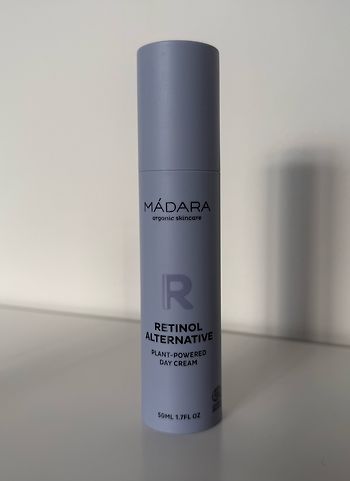 MÁDARA
organic skincare
R
RETINOL
ALTERNATIVE
PLANT-POWERED
DAY CREAM
50ML 1.7FL OZ